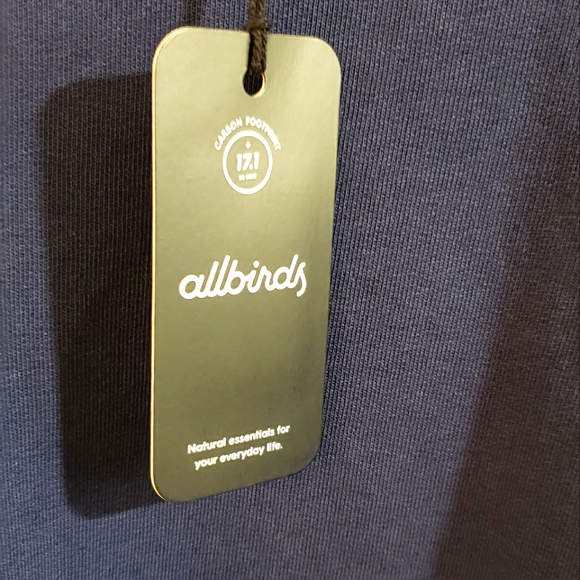 CARBON FOOTPRINT
17.1
allbirds
Natural essentials for
your everyday life.